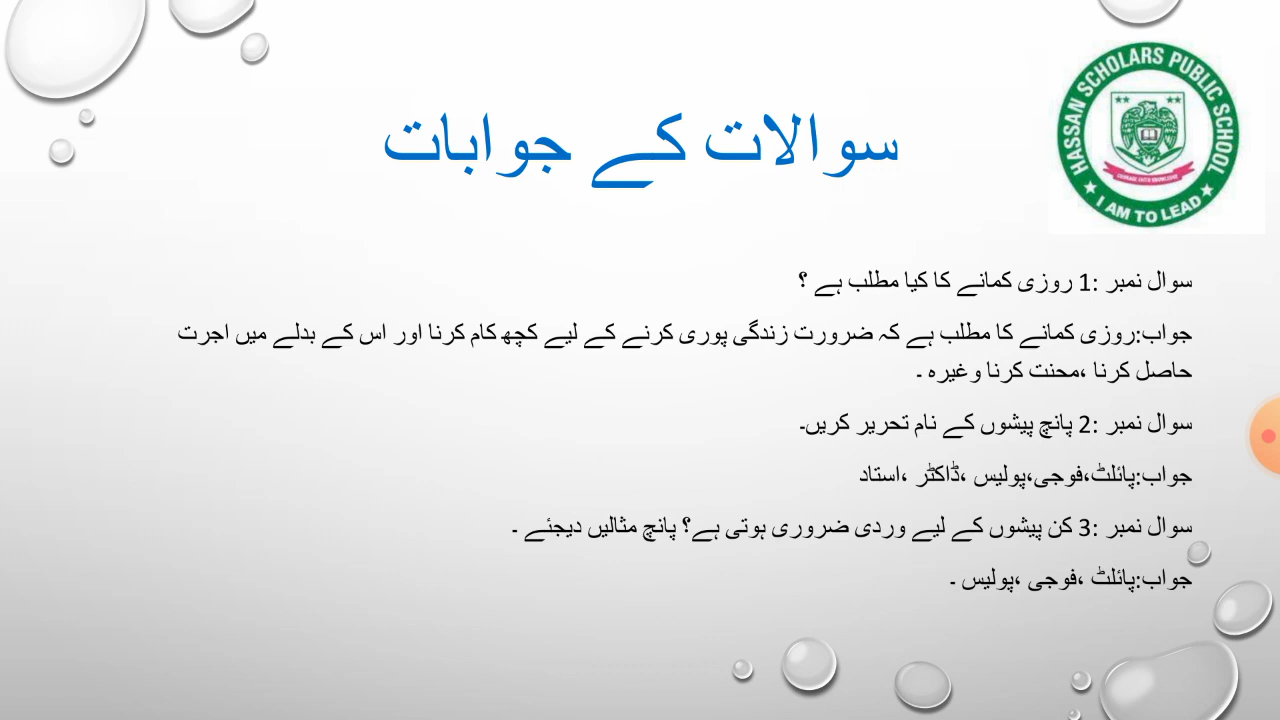 HASSAN SCHOLARS PUBLIC SCHOOL
I AM TO LEAD
سوالات کے جوابات
سوال نمبر :1 روزی کمانے کا کیا مطلب ہے ؟
جواب:روزی کمانے کا مطلب ہے کہ ضرورت زندگی پوری کرنے کے لیے کچھ کام کرنا اور اس کے بدلے میں اجرت
حاصل کرنا ،محنت کرنا وغیرہ ۔
سوال نمبر :2 پانچ پیشوں کے نام تحریر کریں۔
جواب:پائلٹ،فوجی،پولیس ،ڈاکٹر ،استاد
سوال نمبر :3 کن پیشوں کے لیے وردی ضروری ہوتی ہے؟ پانچ مثالیں دیجئے ۔
جواب:پائلٹ ،فوجی ،پولیس ۔